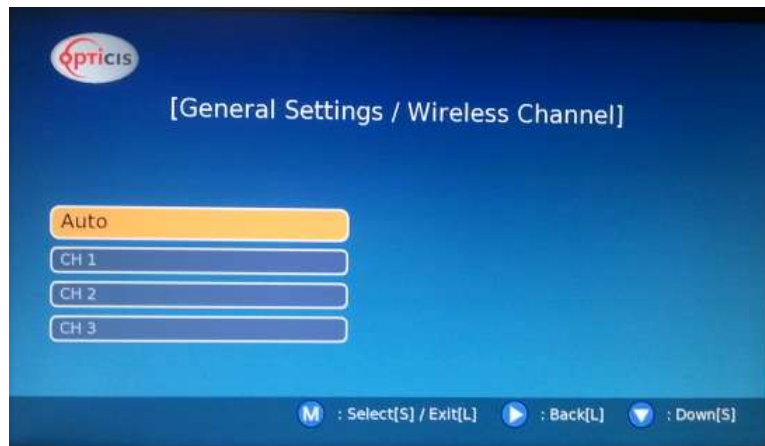 OPTICIS
[General Settings / Wireless Channel]
Auto
CH 1
CH 2
CH 3
M : Select[S] / Exit[L] : Back[L] : Down[S]